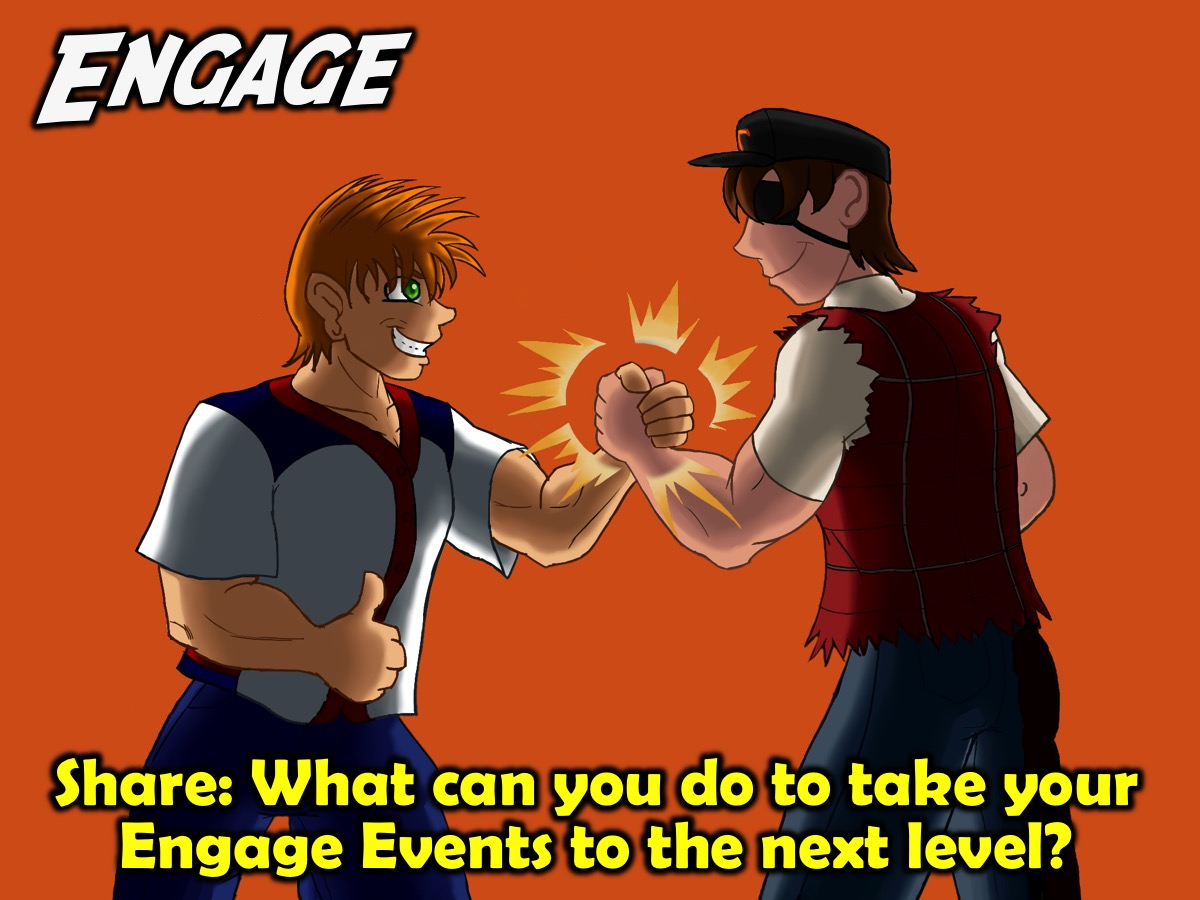 ENGAGE
Share: What can you do to take your
Engage Events to the next level?